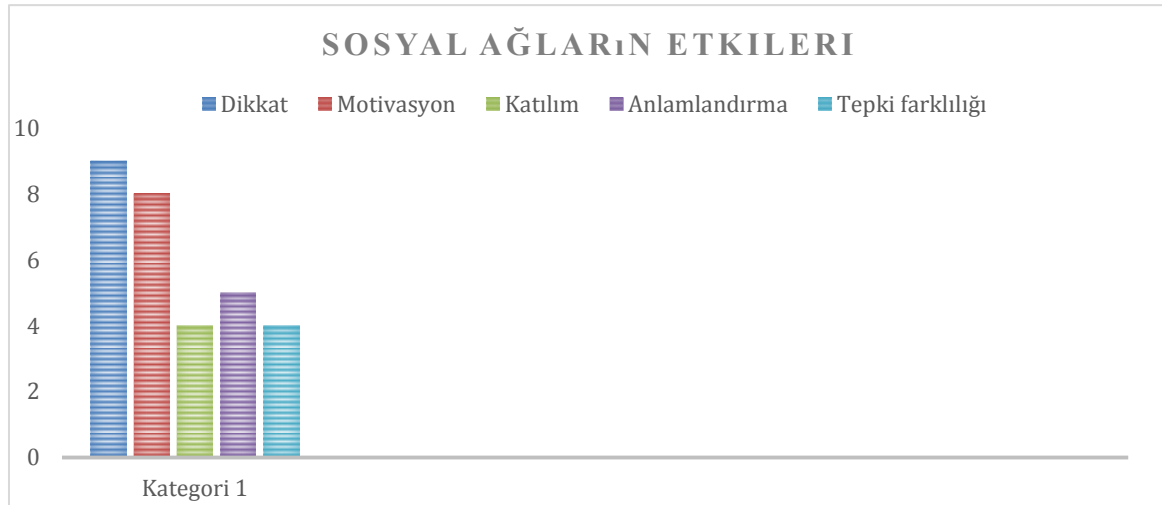 SOSYAL AĞLARıN ETKILERI
Dikkat Motivasyon Katılım Anlamlandırma Tepki farklılığı
10
8
6
4
2
0
Kategori 1